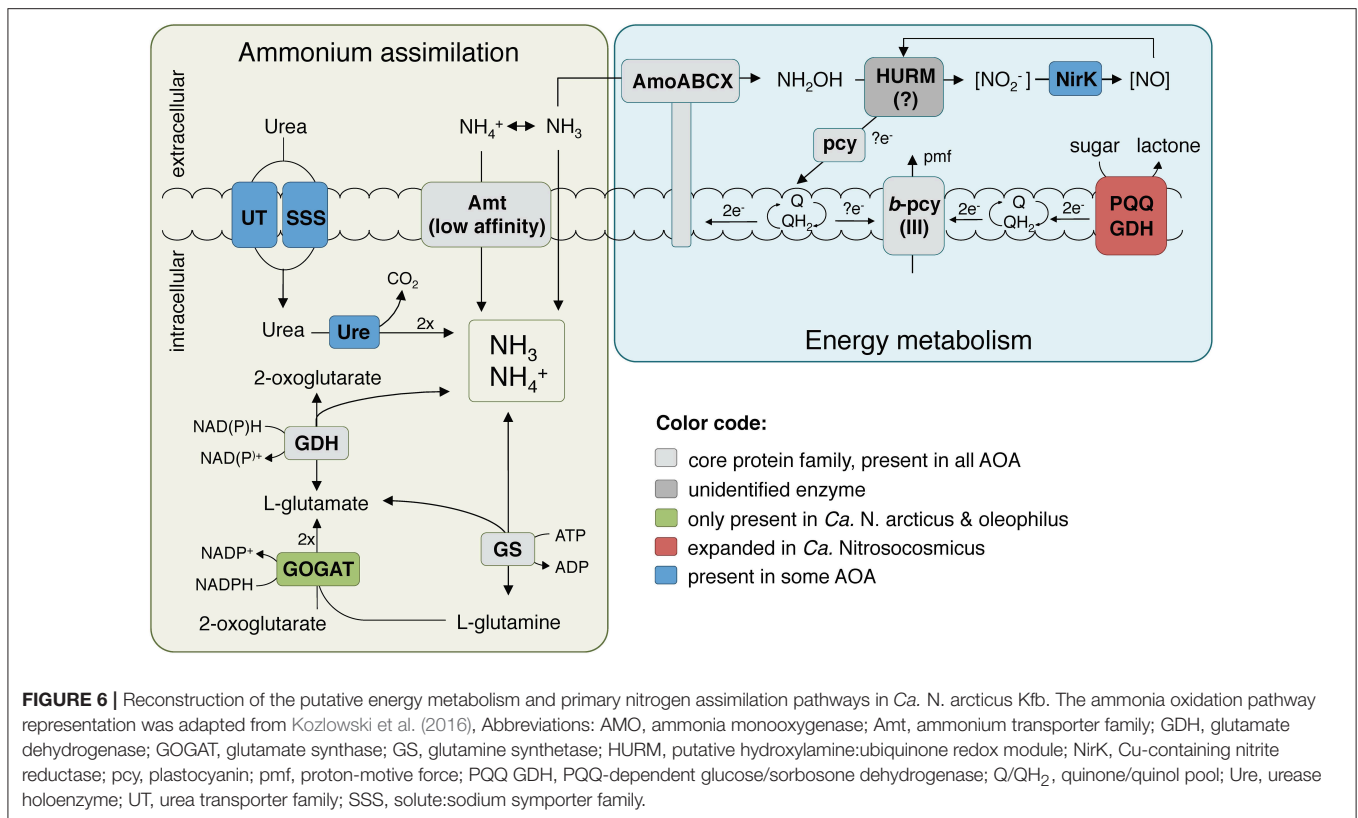 Ammonium assimilation
extracellular
intracellular
Urea
NH4+
NH3
UT
SSS
Amt
(low affinity)
CO2
Urea
Ure
2x
NH3
NH4+
2-oxoglutarate
NAD(P)H
NAD(P)+
GDH
L-glutamate
2x
NADP+
NADPH
GOGAT
GS
ATP
ADP
2-oxoglutarate
L-glutamine
AmoABCX
NH2OH
HURM
(?)
[NO2-]
NirK
[NO]
pcy
?e-
pmf
sugar
lactone
2e-
Q
QH2
?e-
b-pcy
(III)
2e-
Q
QH2
2e-
PQQ
GDH
Energy metabolism
Color code:
core protein family, present in all AOA
unidentified enzyme
only present in Ca. N. arcticus & oleophilus
expanded in Ca. Nitrosocosmicus
present in some AOA
FIGURE 6 | Reconstruction of the putative energy metabolism and primary nitrogen assimilation pathways in Ca. N. arcticus Kfb. The ammonia oxidation pathway
representation was adapted from Kozlowski et al. (2016), Abbreviations: AMO, ammonia monooxygenase; Amt, ammonium transporter family; GDH, glutamate
dehydrogenase; GOGAT, glutamate synthase; GS, glutamine synthetase; HURM, putative hydroxylamine:ubiquinone redox module; NirK, Cu-containing nitrite
reductase; pcy, plastocyanin; pmf, proton-motive force; PQQ GDH, PQQ-dependent glucose/sorbosone dehydrogenase; Q/QH2, quinone/quinol pool; Ure, urease
holoenzyme; UT, urea transporter family; SSS, solute:sodium symporter family.